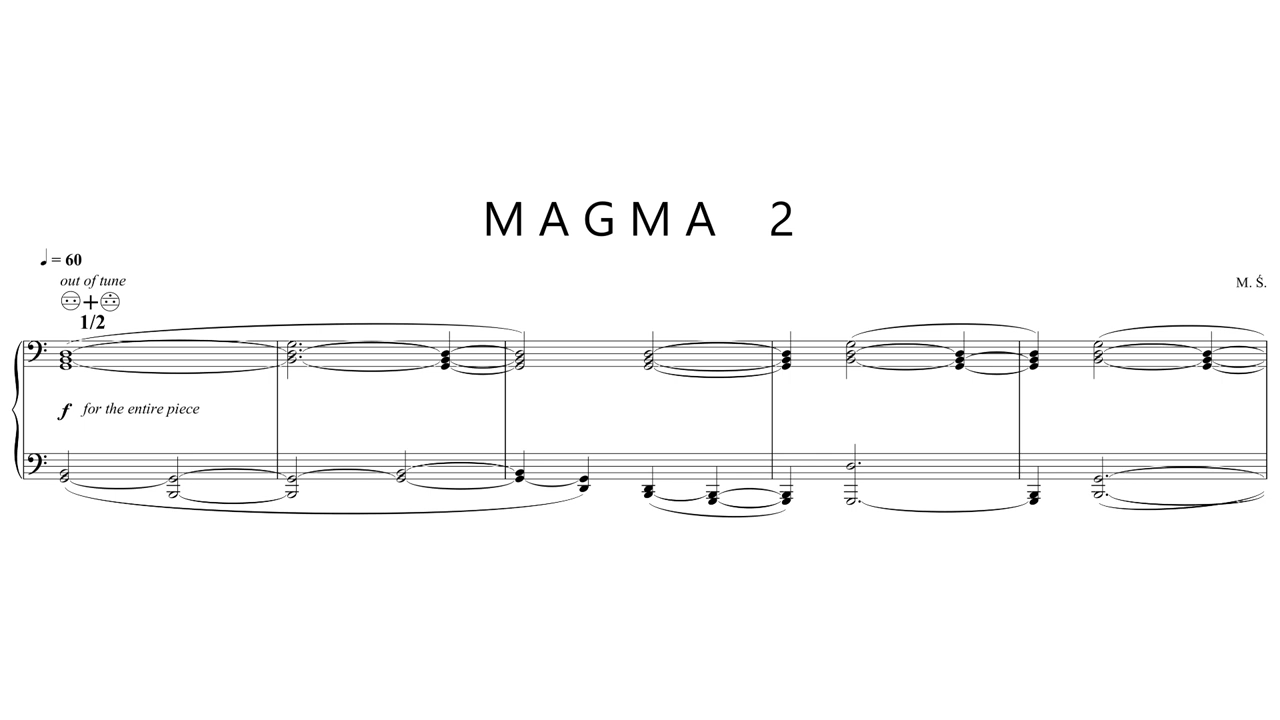 MAGMA 2
♩ = 60
out of tune
M. Ś.
+
1/2
f for the entire piece